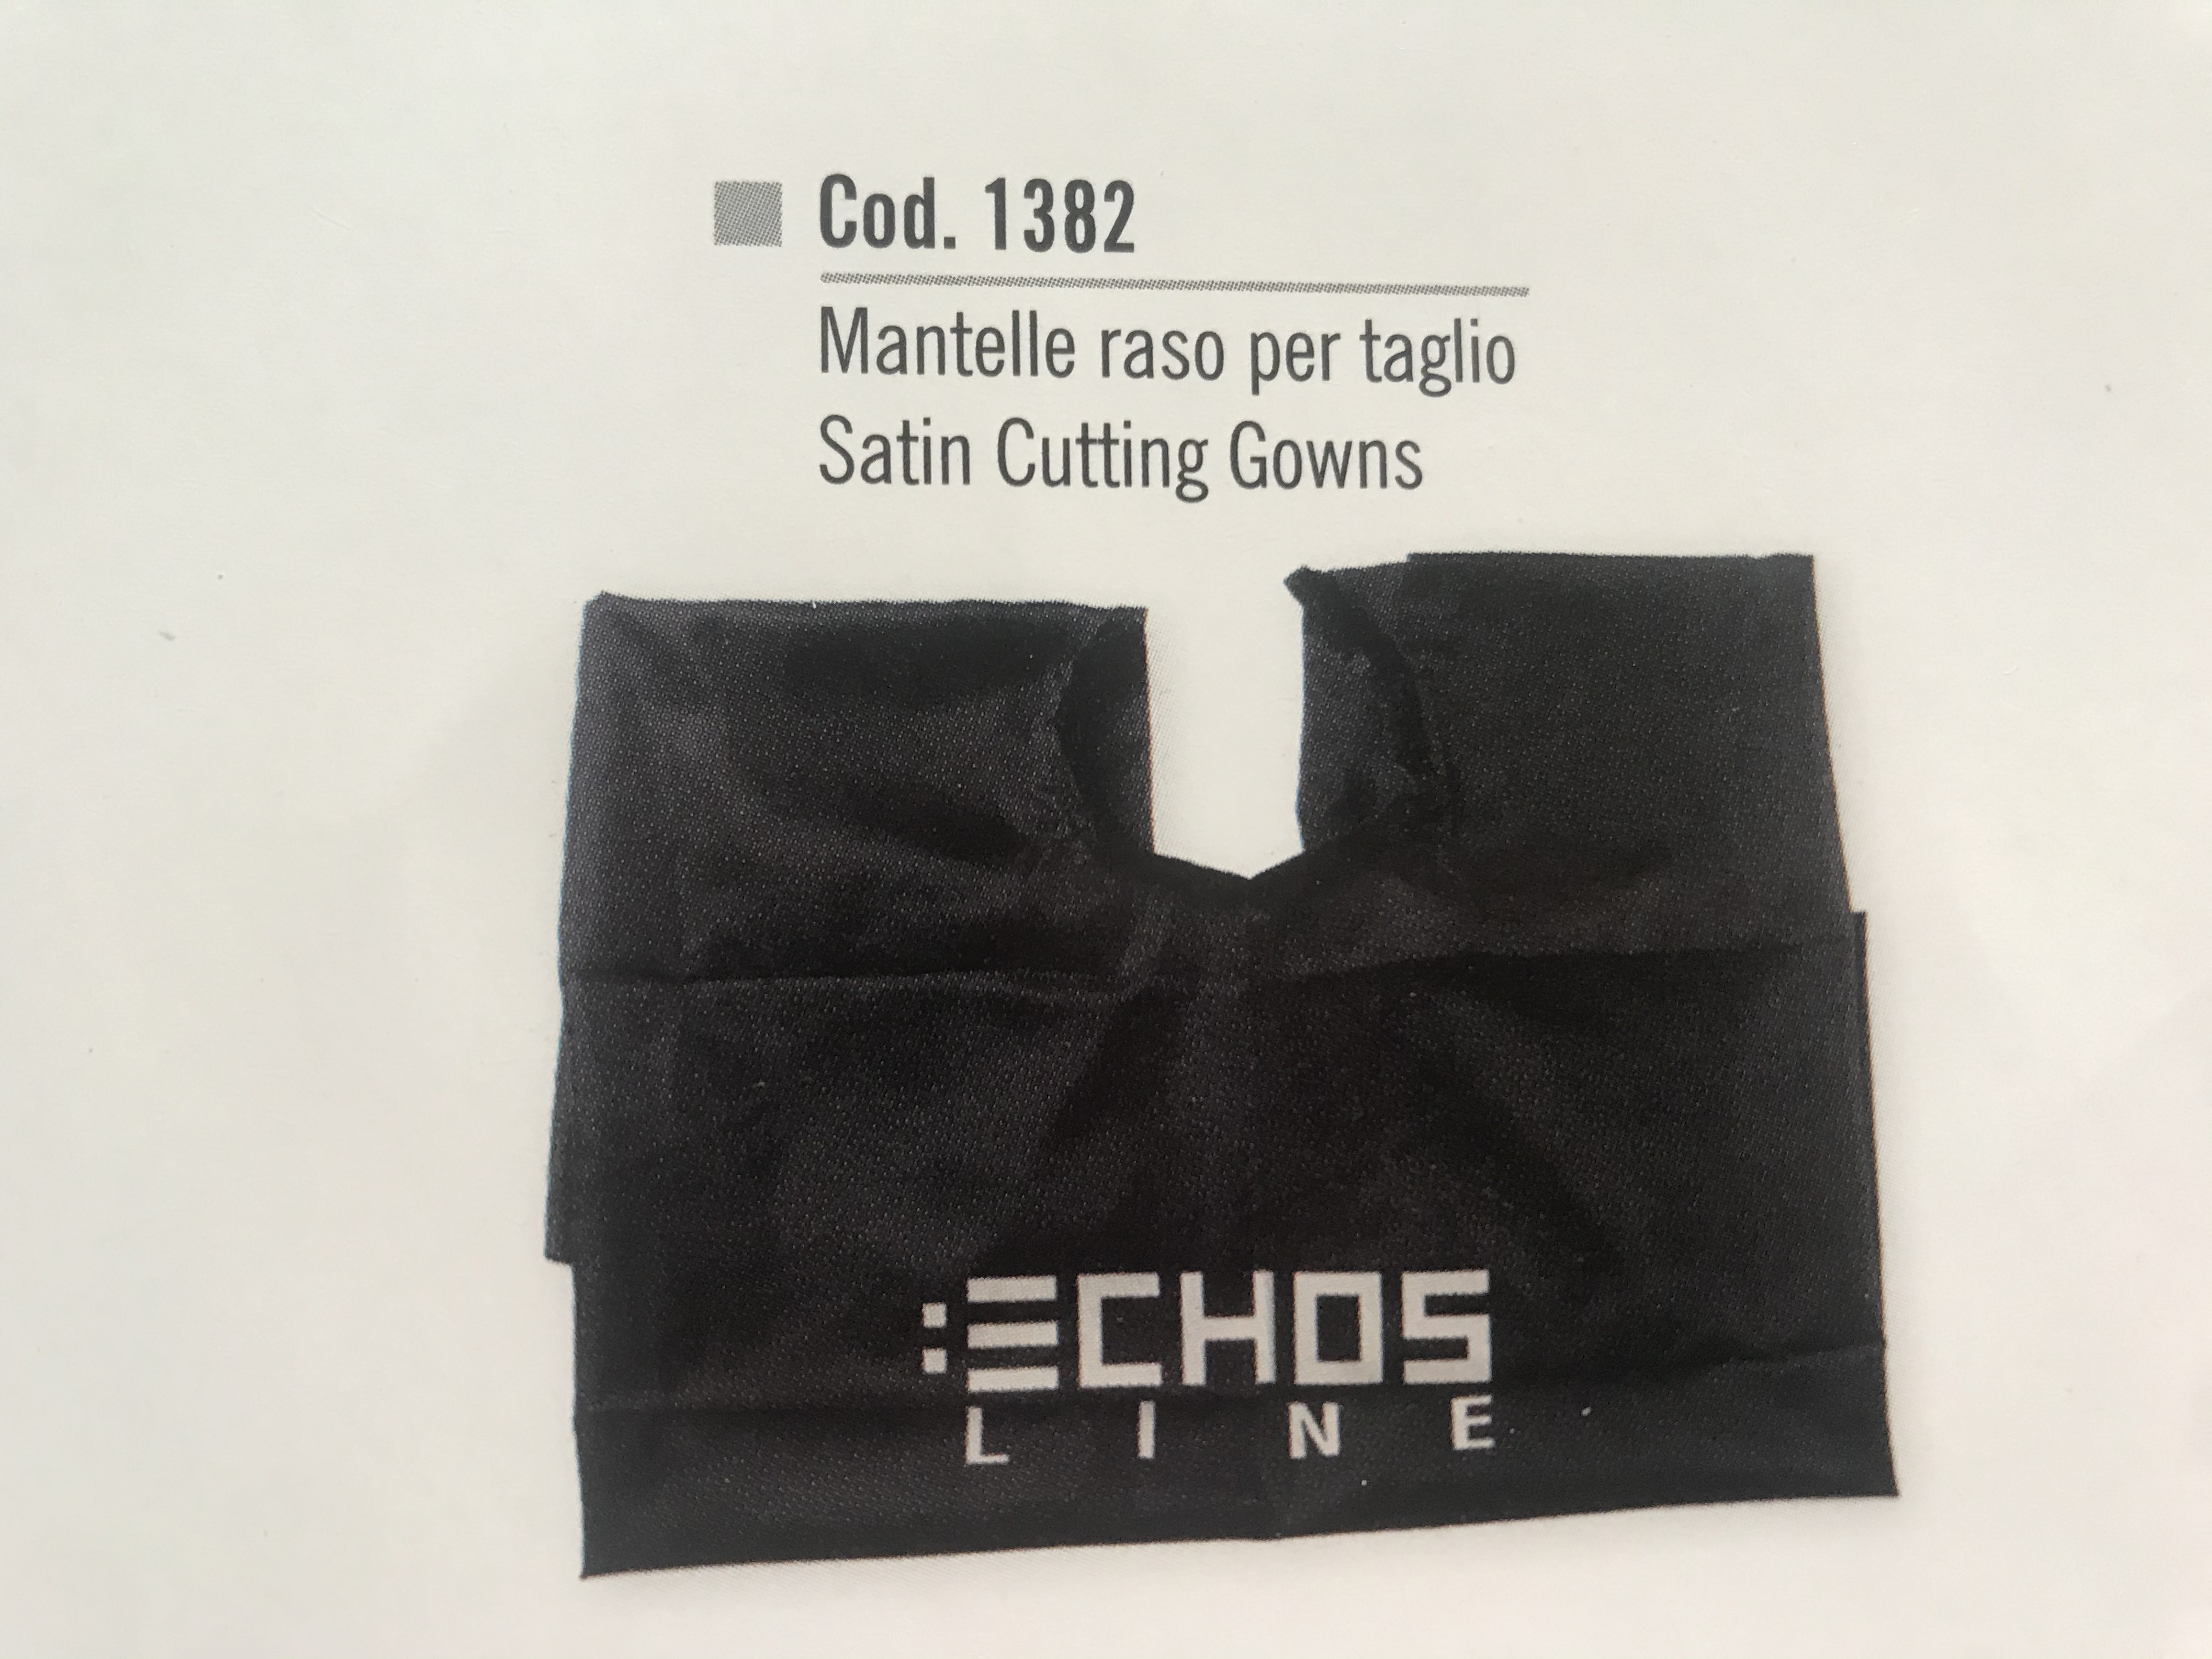 Cod. 1382
Mantelle raso per taglio
Satin Cutting Gowns
ECHOS
LINE